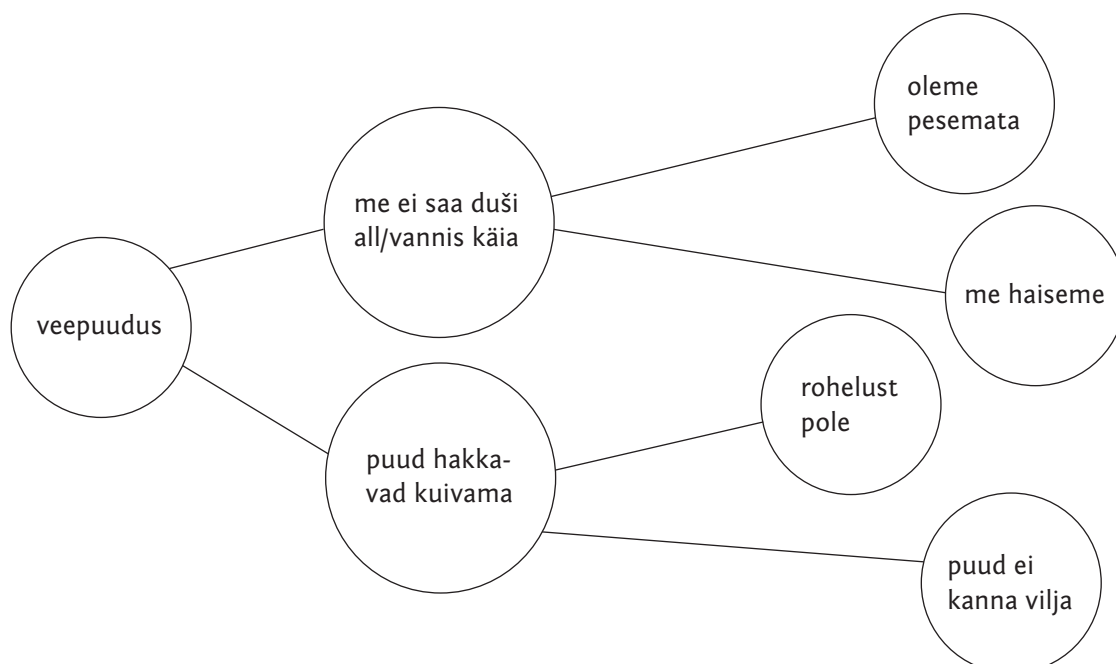 oleme
pesemata
me ei saa duši
all/vannis käia
me haiseme
veepuudus
rohelust
pole
puud hakka-
vad kuivama
puud ei
kanna vilja